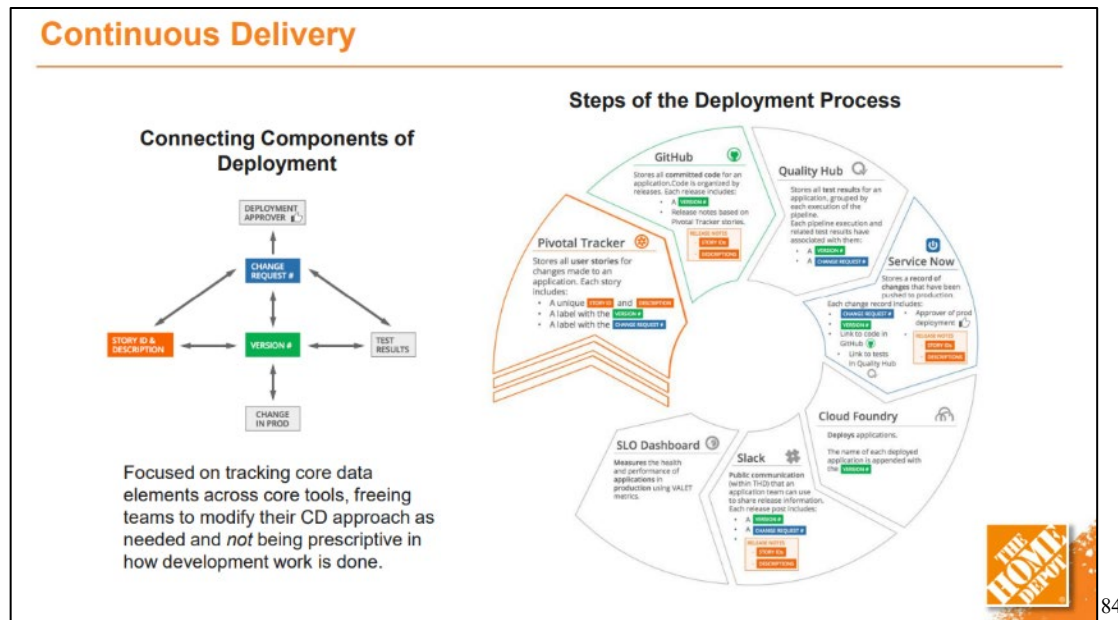 Continuous Delivery
Connecting Components of
Deployment
DEPLOYMENT
APPROVER
CHANGE
REQUEST #
STORY ID &
DESCRIPTION
VERSION #
TEST
RESULTS
CHANGE
IN PROD
Focused on tracking core data
elements across core tools, freeing
teams to modify their CD approach as
needed and not being prescriptive in
how development work is done.
Steps of the Deployment Process
Pivotal Tracker
Stores all user stories for
changes made to an
application. Each story
includes:
• A unique STORY ID and DESCRIPTION
• A label with the VERSION #
• A label with the CHANGE REQUEST #
GitHub
Stores all committed code for an
application.Code is organized by
releases. Each release includes:
• A VERSION #
• Release notes based on
Pivotal Tracker stories.
RELEASE NOTES
STORY IDs
DESCRIPTIONS
Quality Hub
Stores all test results for an
application, grouped by
each execution of the
pipeline.
Each pipeline execution and
related test results have
associated with them:
• A VERSION #
• A CHANGE REQUEST #
Service Now
Stores a record of
changes that have been
pushed to production.
Each change record includes:
• CHANGE REQUEST #
• VERSION #
• Link to code in
GitHub
• Link to tests
in Quality Hub
• Approver of prod
deployment
•
RELEASE NOTES
STORY IDs
DESCRIPTIONS
Cloud Foundry
Deploys applications.
The name of each deployed
application is appended with
the VERSION #
Slack
Public communication
(within THD) that an
application team can use
to share release information.
Each release post includes:
• A VERSION #
• A CHANGE REQUEST #
•
RELEASE NOTES
STORY IDs
DESCRIPTIONS
SLO Dashboard
Measures the health
and performance of
applications in
production using VALET
metrics.
THE
HOME
DEPOT
84